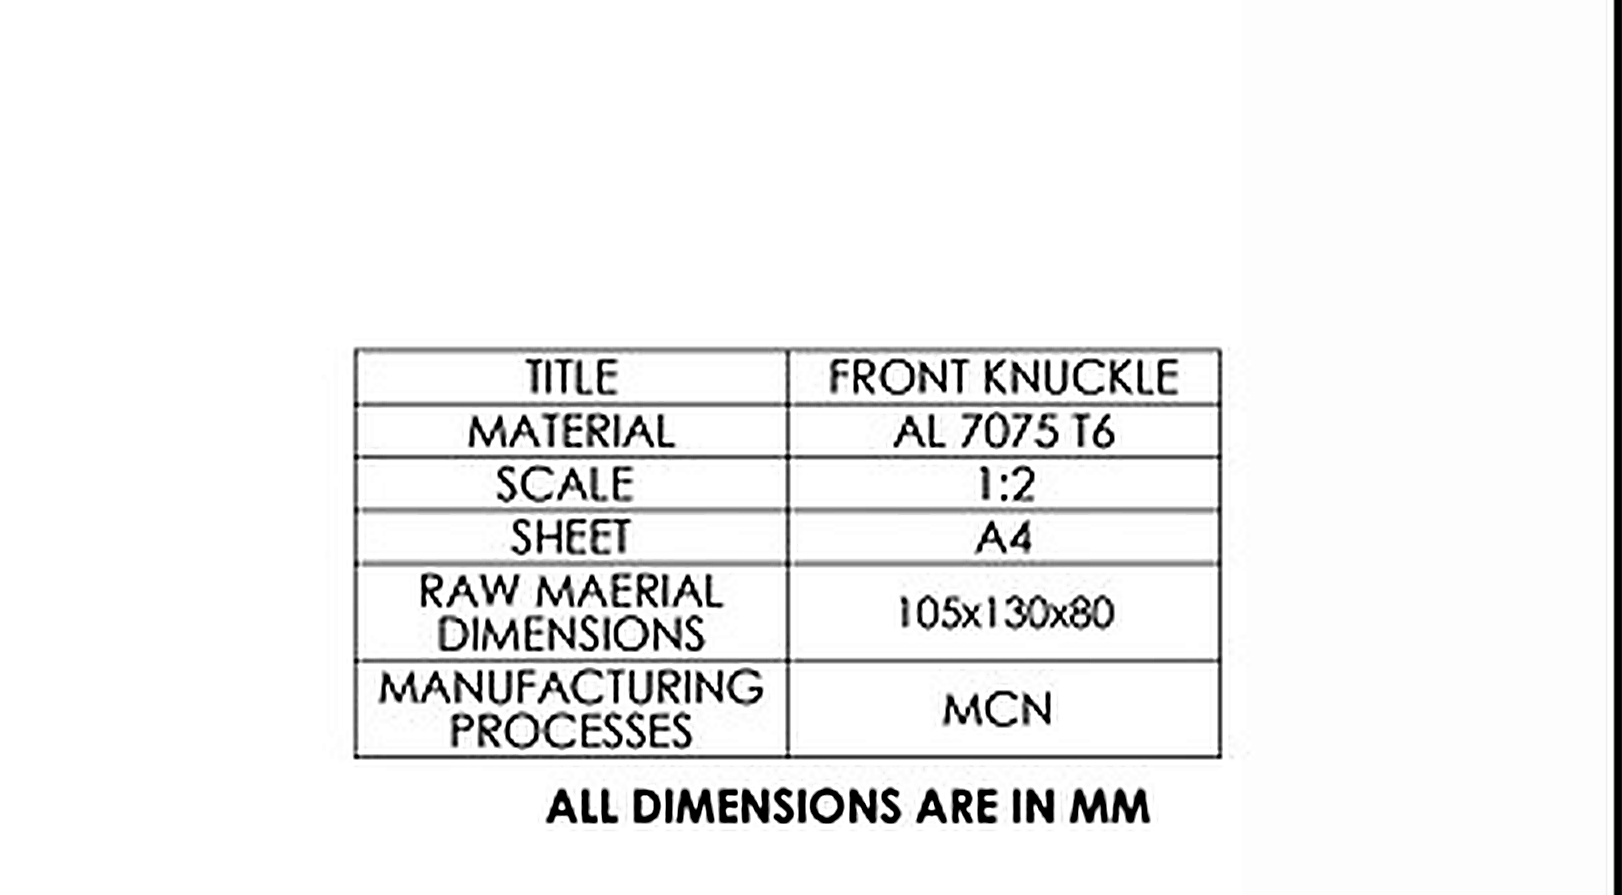 TITLE FRONT KNUCKLE
MATERIAL AL 7075 T6
SCALE 1:2
SHEET A4
RAW MAERIAL
DIMENSIONS 105x130x80
MANUFACTURING
PROCESSES MCN
ALL DIMENSIONS ARE IN MM